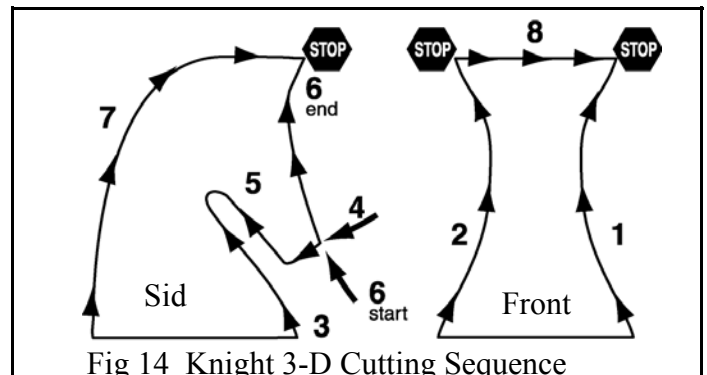 STOP
STOP
STOP
8
7
6
end
5
4
2
1
6
start
3
Sid
Front
Fig 14 Knight 3-D Cutting Sequence